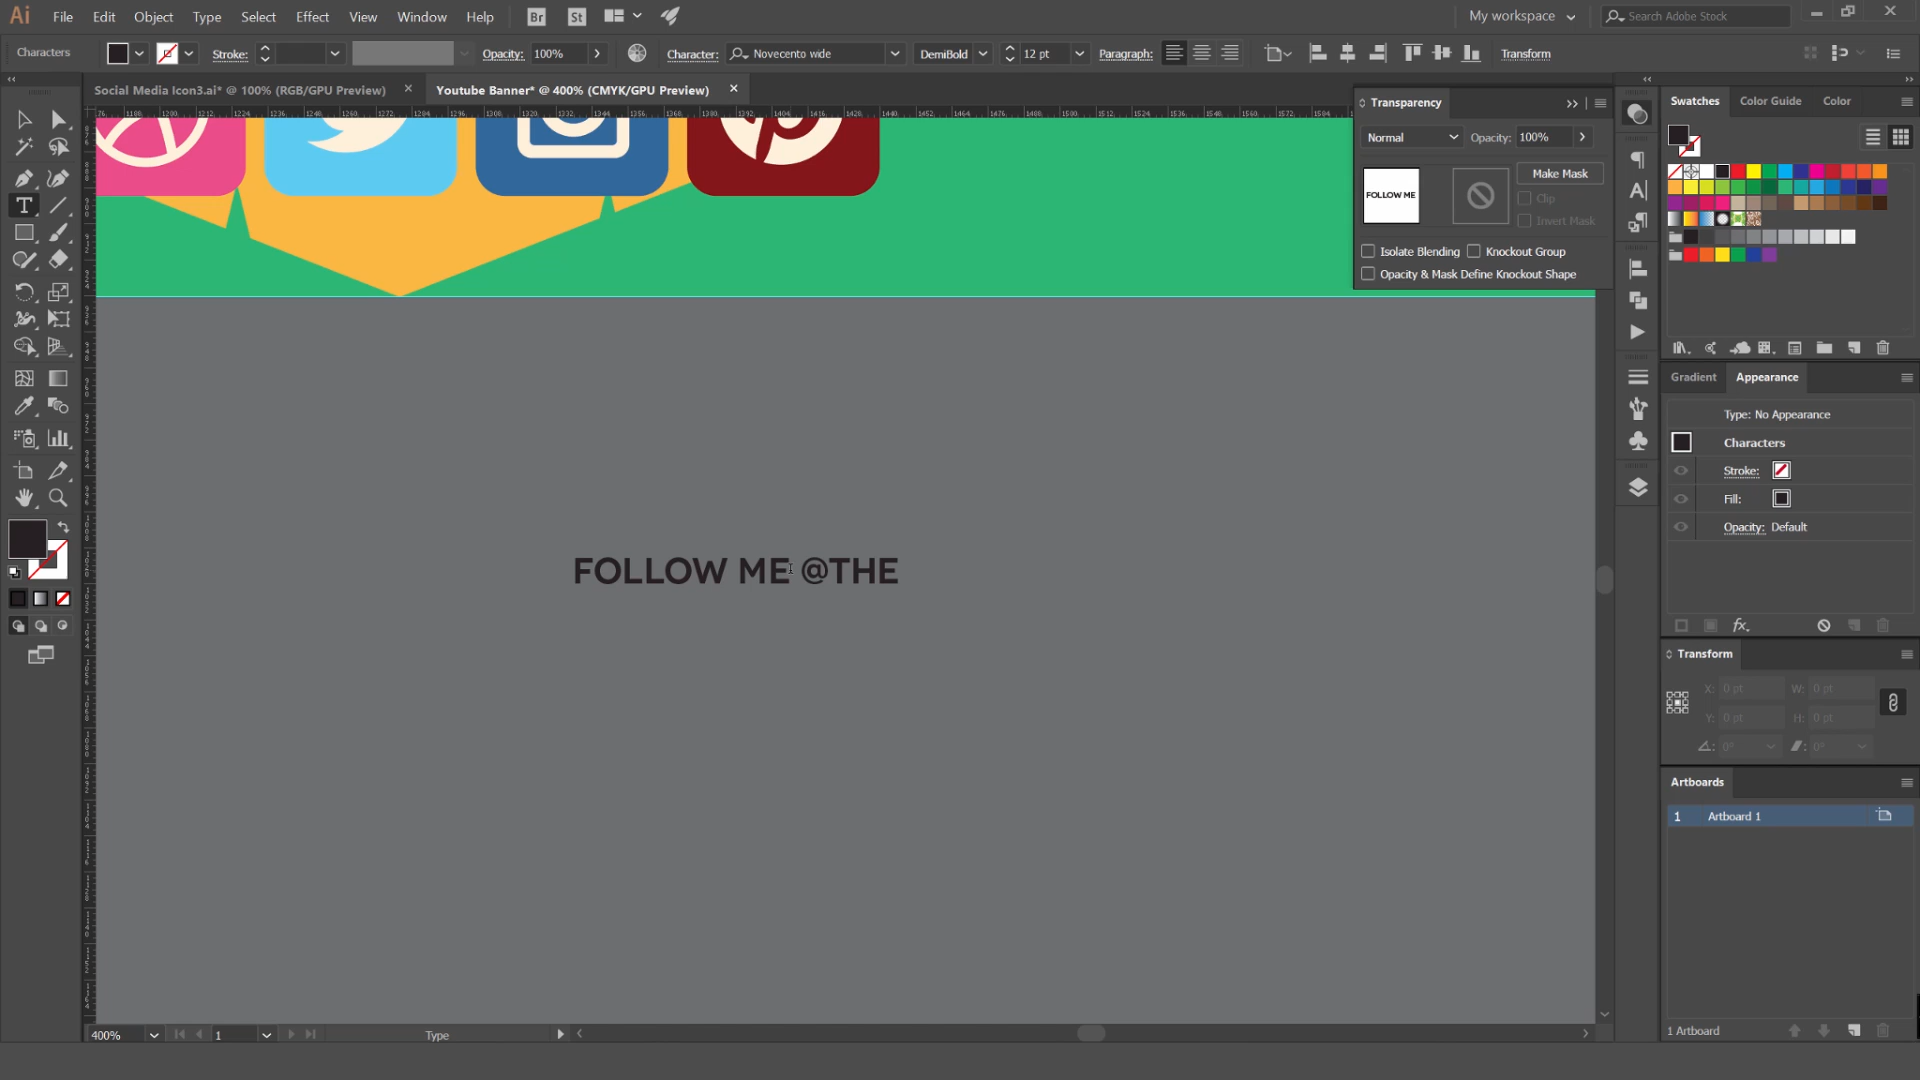 Ai File Edit Object Type Select Effect View Window Help Br St My workspace Search Adobe Stock
Characters Stroke: Opacity: 100% Character: Novecento wide DemiBold 12 pt Paragraph: Transform
Social Media Icon3.ai* @ 100% (RGB/GPU Preview) Youtube Banner* @ 400% (CMYK/GPU Preview)
Transparency
Normal Opacity: 100%
FOLLOW ME
Make Mask
Clip
Invert Mask
Isolate Blending Knockout Group
Opacity & Mask Define Knockout Shape
Swatches Color Guide Color
Gradient Appearance
Type: No Appearance
Characters
Stroke:
Fill:
Opacity: Default
fx
FOLLOW ME @THE
Transform
X: 0 pt W: 0 pt
Y: 0 pt H: 0 pt
0° 0°
Artboards
1 Artboard 1
1 Artboard
400% 1 Type